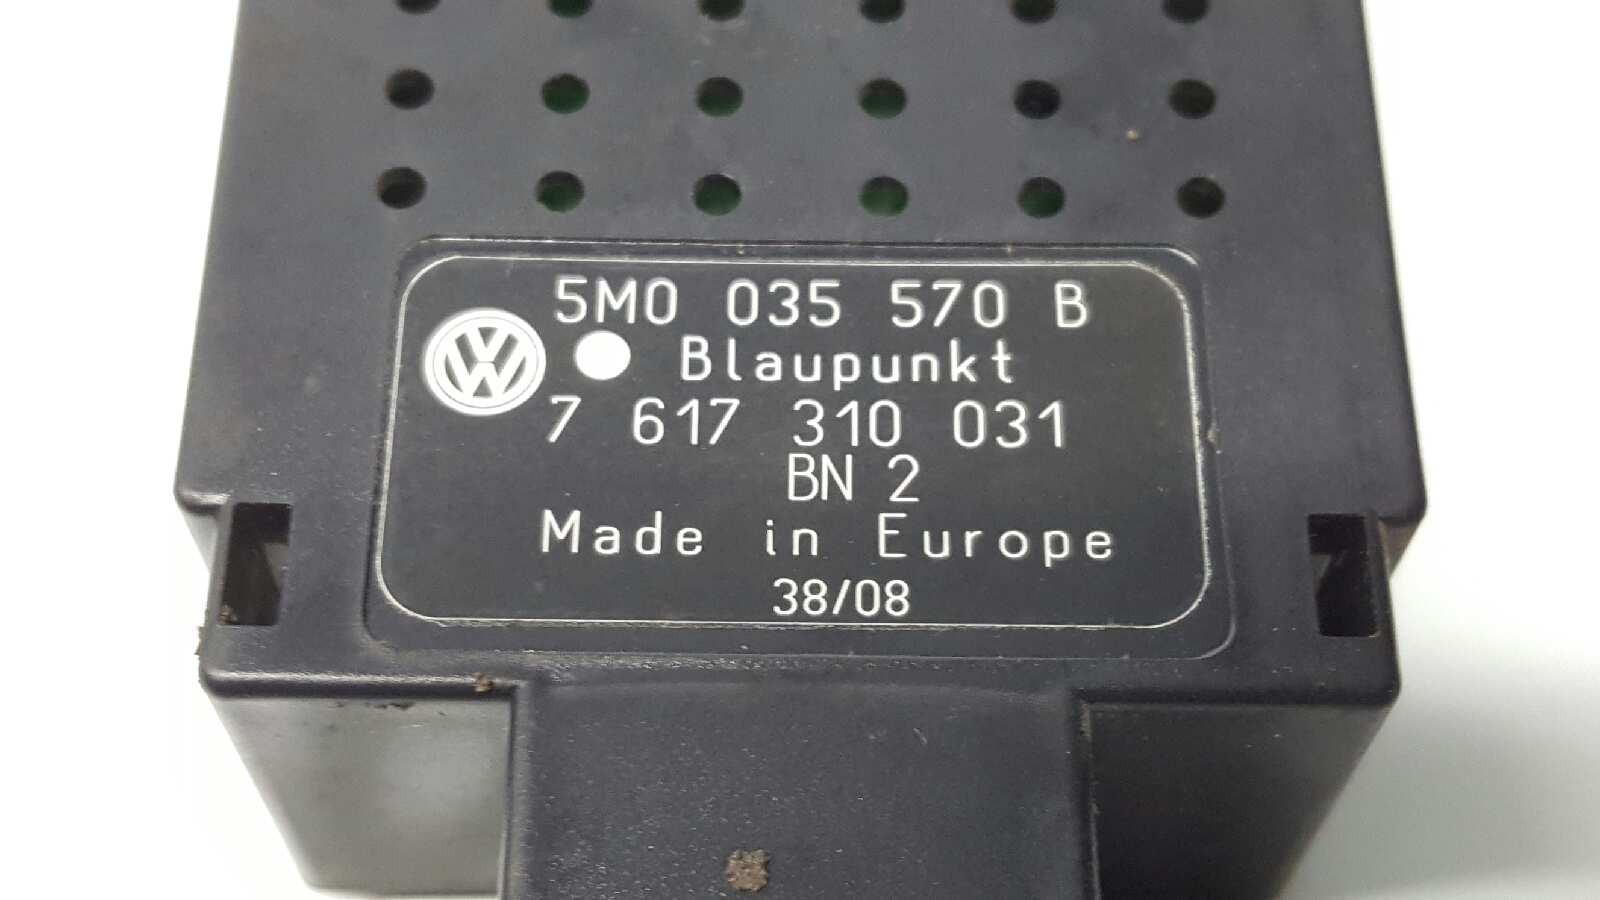 5M0 035 570 B
Blaupunkt
7 617 310 031
BN 2
Made in Europe
38/08